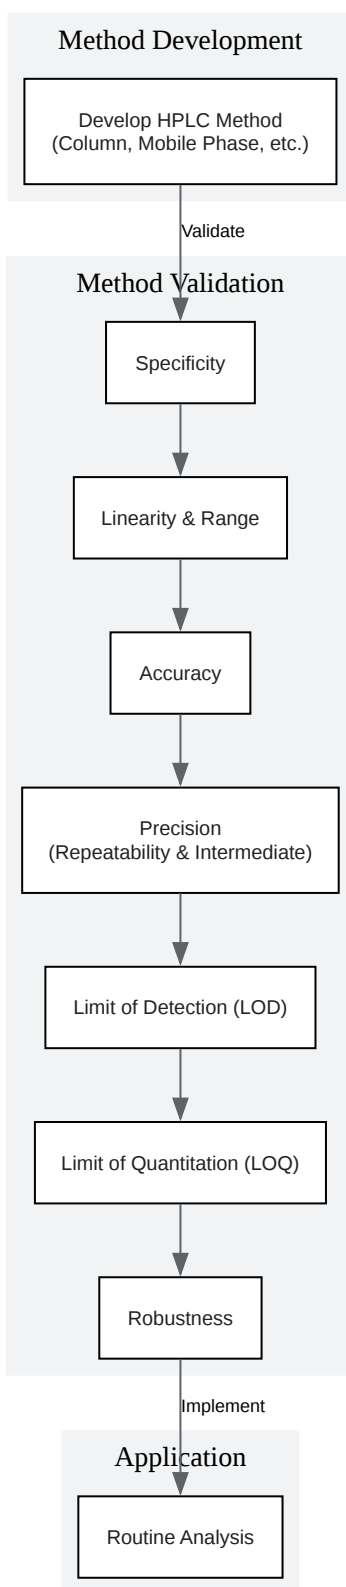 Method Development
Develop HPLC Method
(Column, Mobile Phase, etc.)
Validate
Method Validation
Specificity
Linearity & Range
Accuracy
Precision
(Repeatability & Intermediate)
Limit of Detection (LOD)
Limit of Quantitation (LOQ)
Robustness
Implement
Application
Routine Analysis